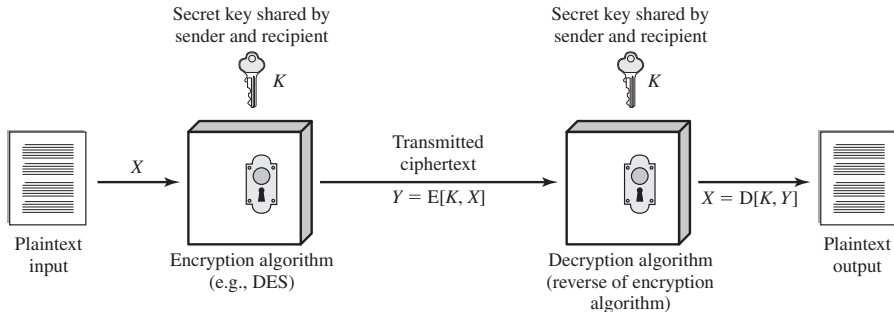 Secret key shared by
sender and recipient
K
Secret key shared by
sender and recipient
K
X
Transmitted
ciphertext
Y = E[K, X]
X = D[K, Y]
Plaintext
input
Encryption algorithm
(e.g., DES)
Decryption algorithm
(reverse of encryption
algorithm)
Plaintext
output